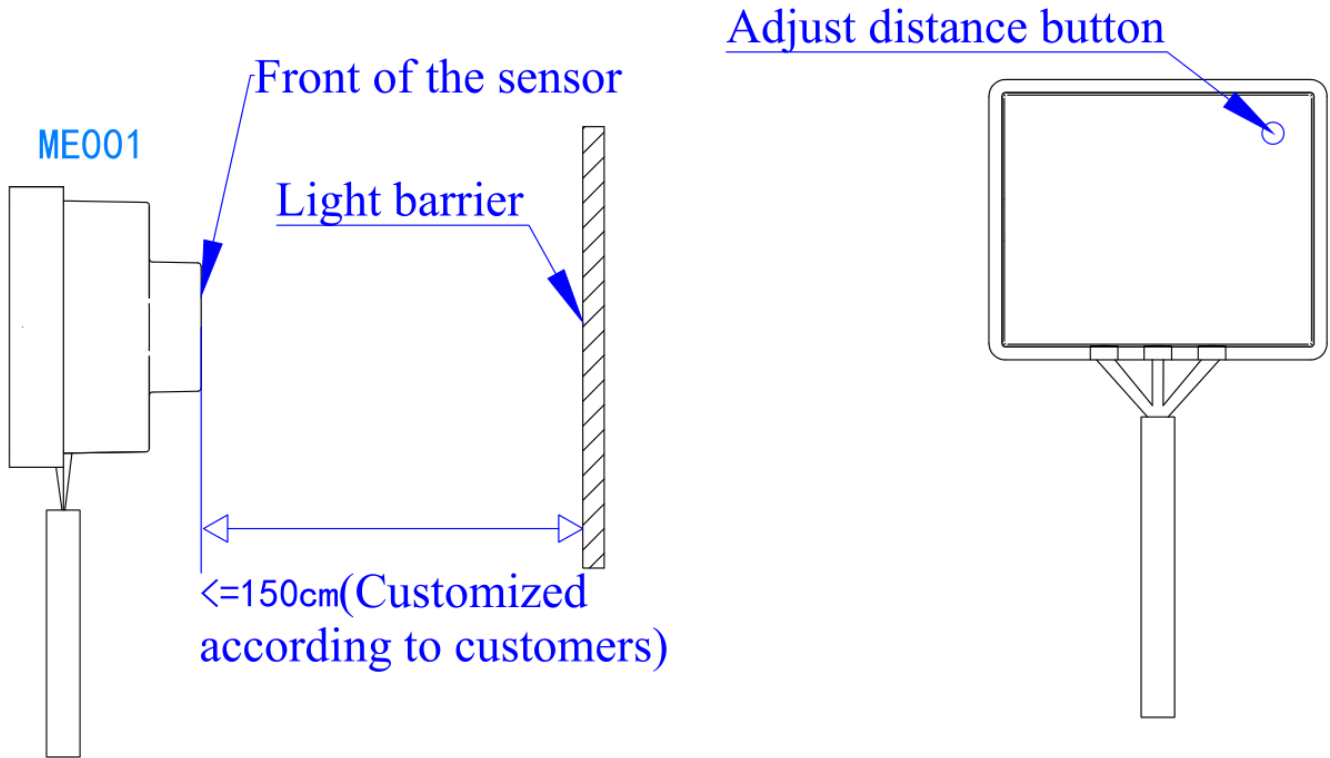 Adjust distance button
Front of the sensor
ME001
Light barrier
<=150cm(Customized
according to customers)